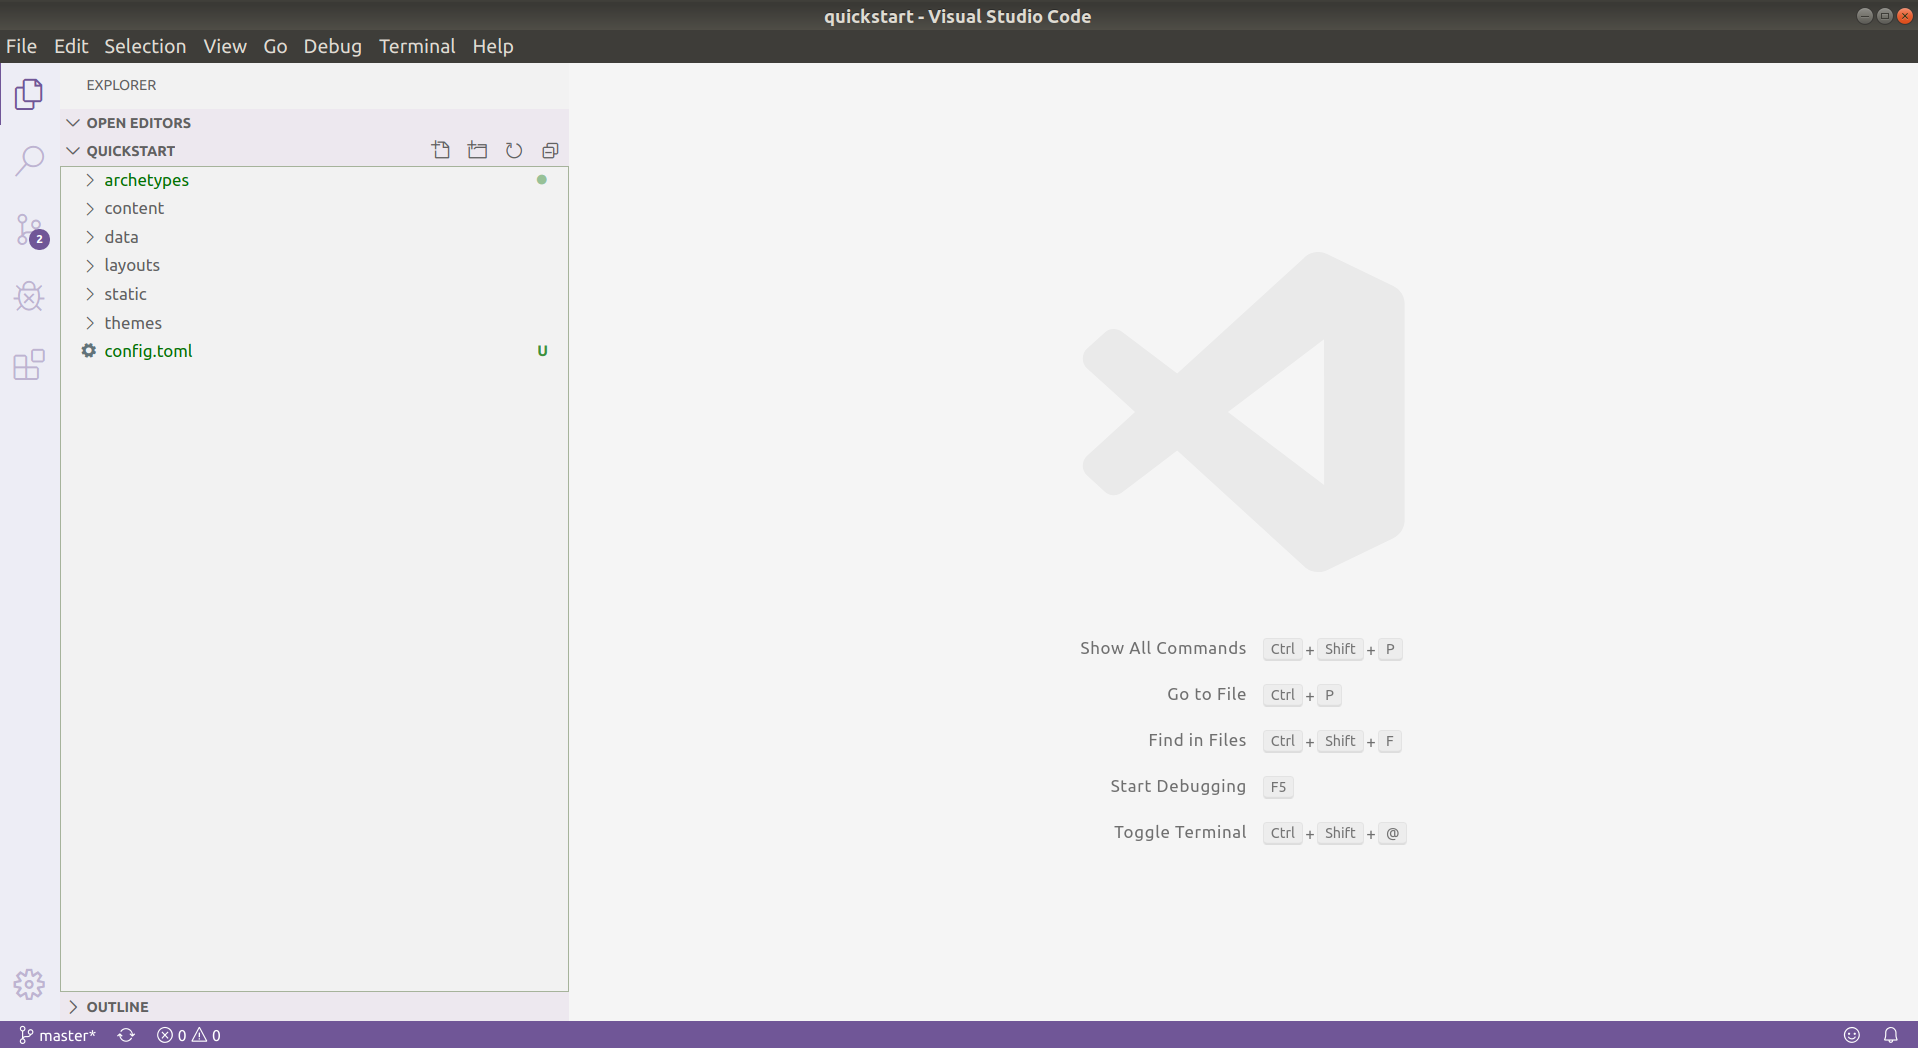 quickstart - Visual Studio Code
File Edit Selection View Go Debug Terminal Help
EXPLORER
OPEN EDITORS
QUICKSTART
archetypes
content
data
layouts
static
themes
config.toml U
2
OUTLINE
Show All Commands Ctrl + Shift + P
Go to File Ctrl + P
Find in Files Ctrl + Shift + F
Start Debugging F5
Toggle Terminal Ctrl + Shift + @
master* 0 0